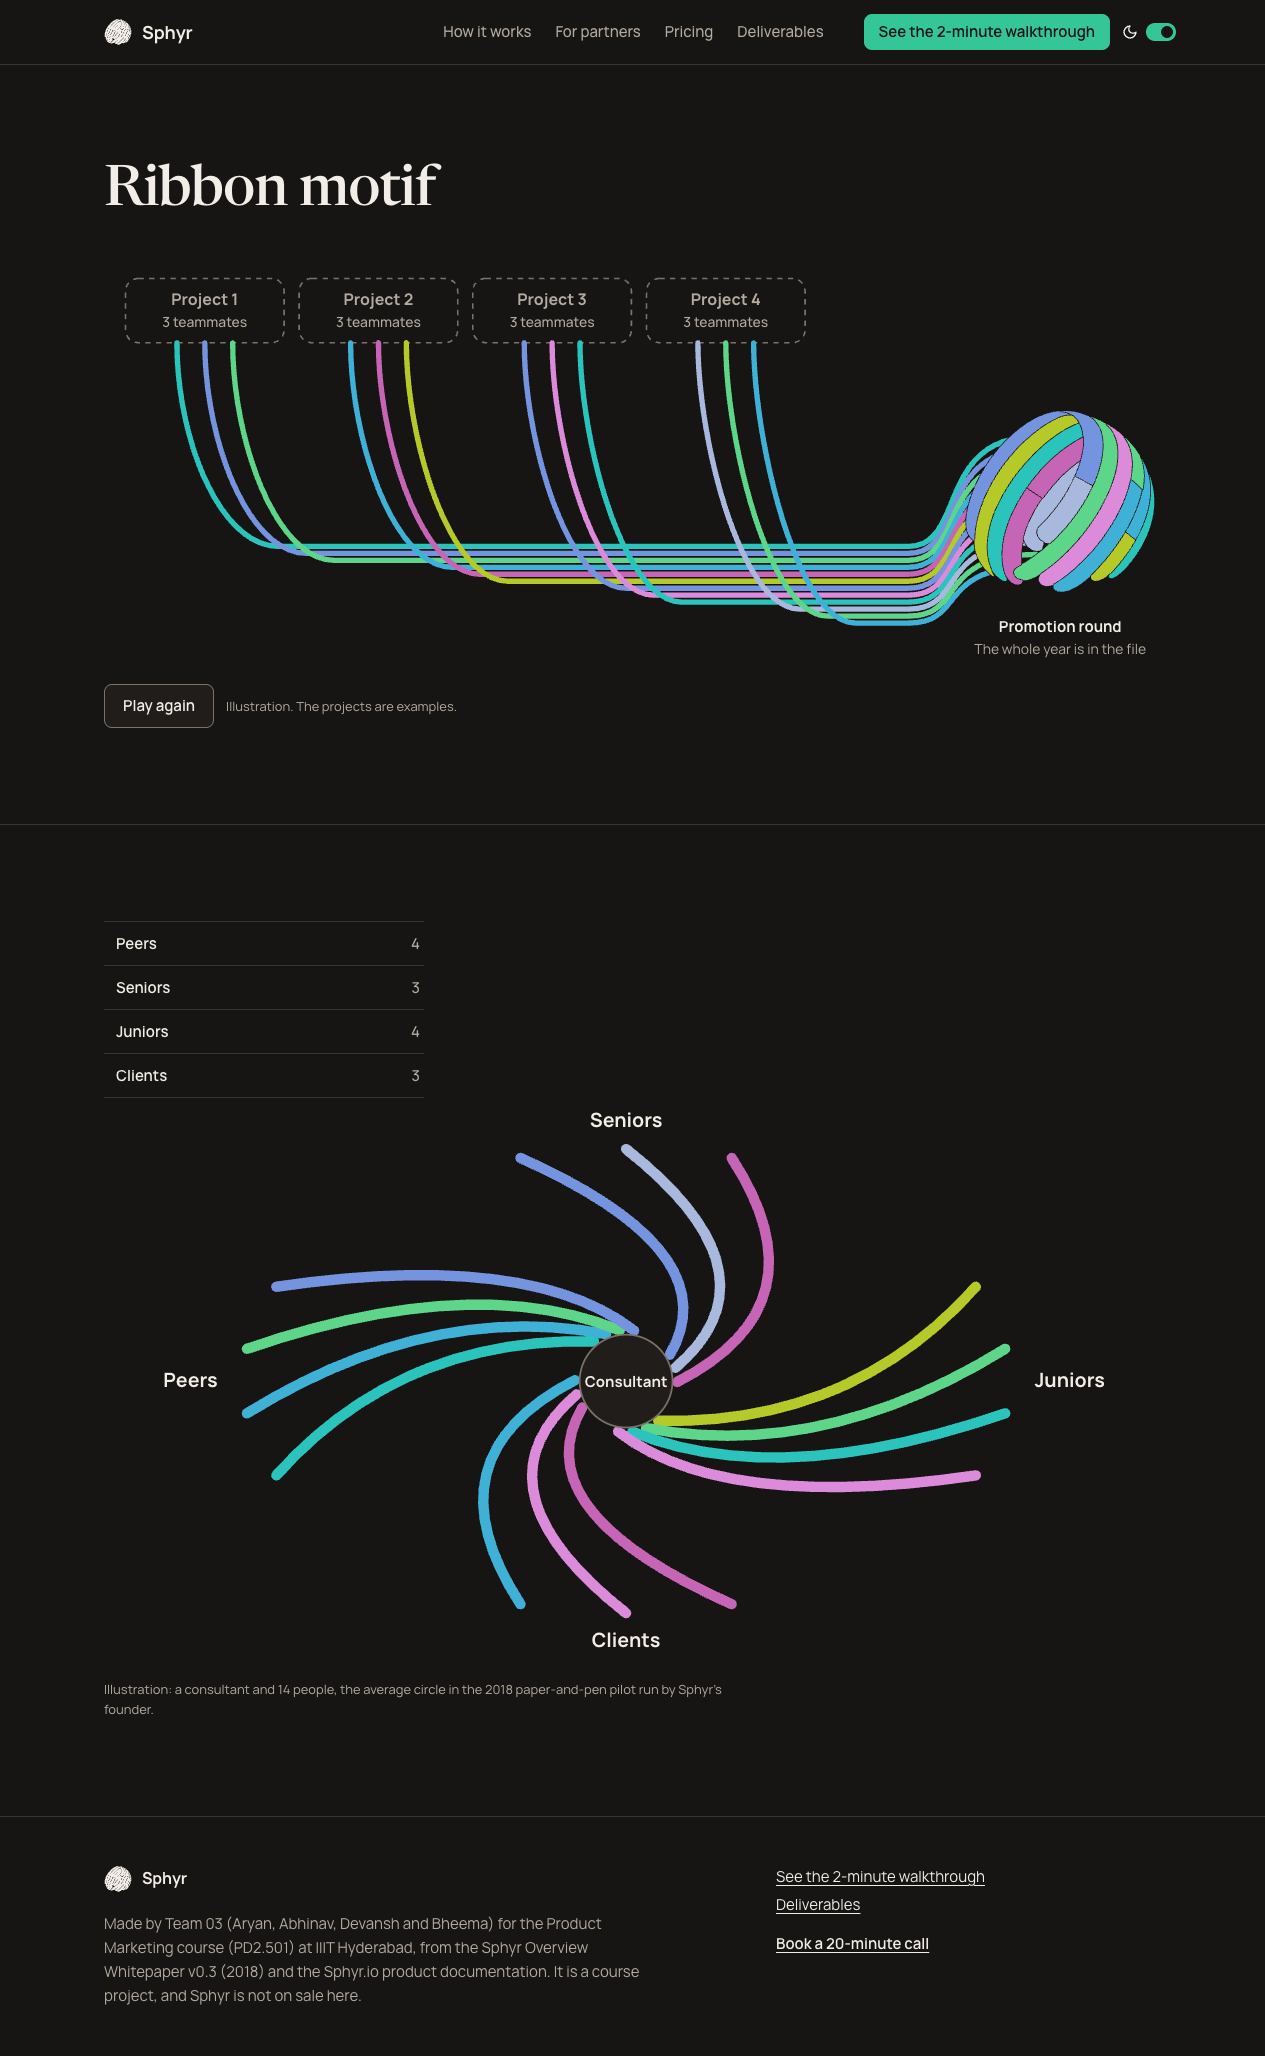 Sphyr
How it works
For partners
Pricing
Deliverables
See the 2-minute walkthrough
Ribbon motif
Project 1
3 teammates
Project 2
3 teammates
Project 3
3 teammates
Project 4
3 teammates
Promotion round
The whole year is in the file
Play again
Illustration. The projects are examples.
Peers 4
Seniors 3
Juniors 4
Clients 3
Seniors
Peers
Consultant
Juniors
Clients
Illustration: a consultant and 14 people, the average circle in the 2018 paper-and-pen pilot run by Sphyr's
founder.
Sphyr
Made by Team 03 (Aryan, Abhinav, Devansh and Bheema) for the Product
Marketing course (PD2.501) at IIIT Hyderabad, from the Sphyr Overview
Whitepaper v0.3 (2018) and the Sphyr.io product documentation. It is a course
project, and Sphyr is not on sale here.
See the 2-minute walkthrough
Deliverables
Book a 20-minute call